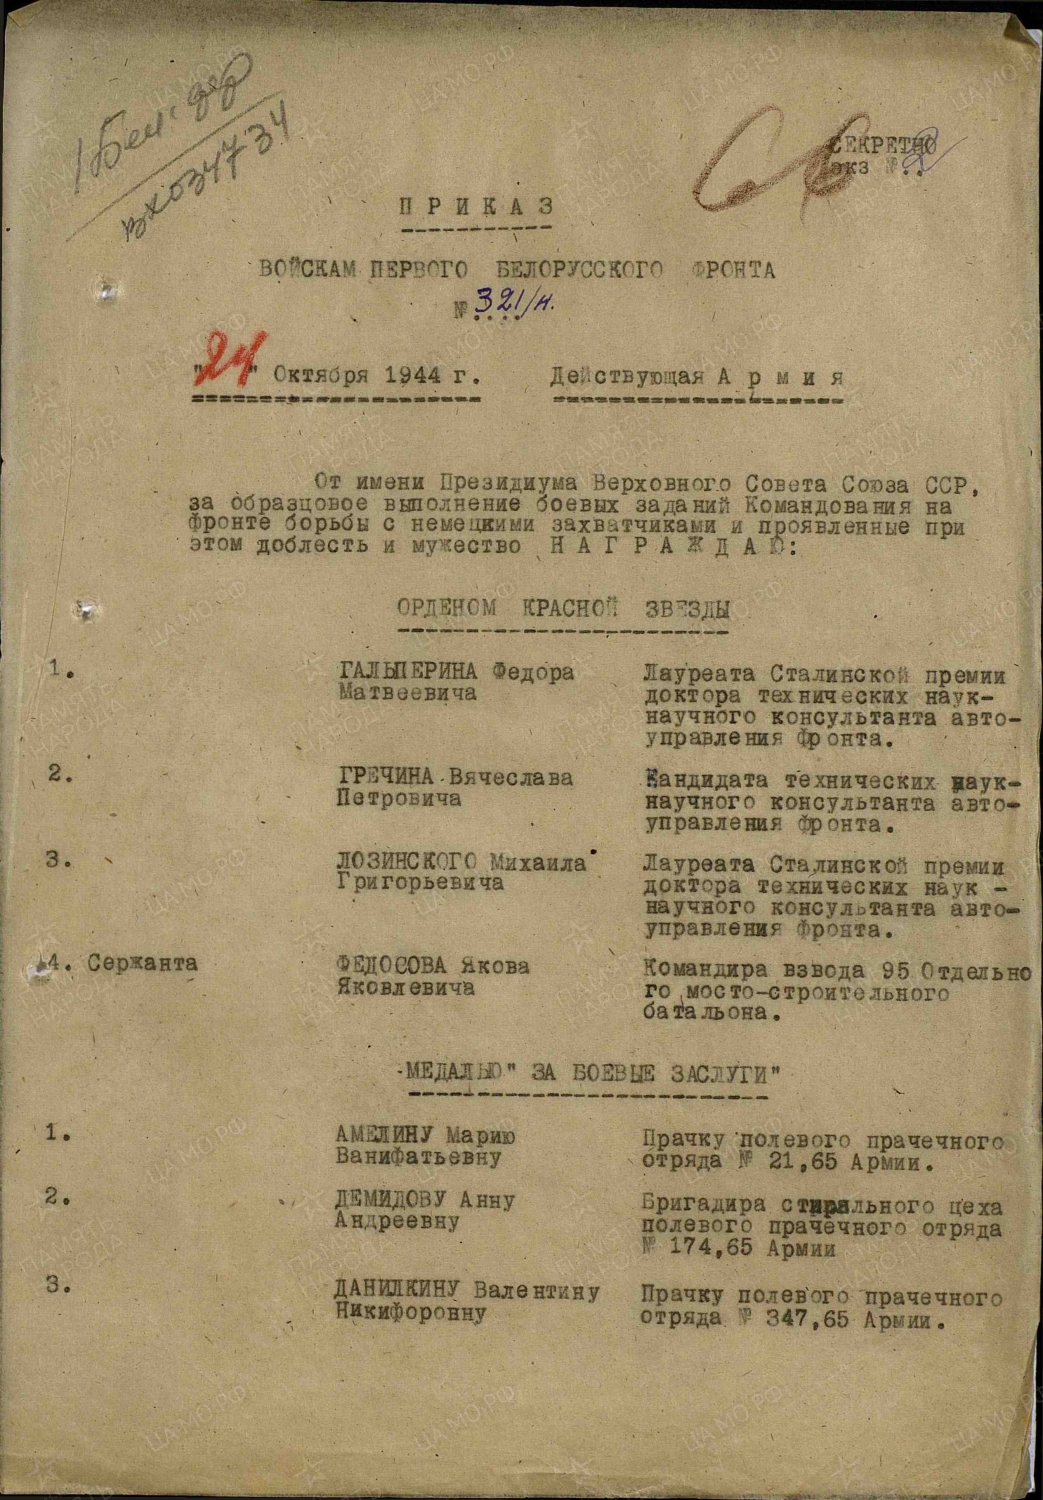 1 Бел. фр
вх 034734
СЕКРЕТНО
экз №.2
П Р И К А З
ВОЙСКАМ ПЕРВОГО БЕЛОРУССКОГО ФРОНТА
№ 321/н.
"24" Октября 1944 г. Действующая А р м и я
От имени Президиума Верховного Совета Союза ССР,
за образцовое выполнение боевых заданий Командования на
фронте борьбы с немецкими захватчиками и проявленные при
этом доблесть и мужество Н А Г Р А Ж Д А Ю:
ОРДЕНОМ КРАСНОЙ ЗВЕЗДЫ
1. ГАЛЬПЕРИНА Федора Лауреата Сталинской премии
Матвеевича доктора технических наук-
научного консультанта авто-
управления Фронта.
2. ГРЕЧИНА Вячеслава Кандидата технических наук-
Петровича научного консультанта авто-
управления Фронта.
3. ЛОЗИНСКОГО Михаила Лауреата Сталинской премии
Григорьевича доктора технических наук -
научного консультанта авто-
управления Фронта.
4. Сержанта ФЕДОСОВА Якова Командира взвода 95 Отдельно
Яковлевича го мосто-строительного
батальона.
МЕДАЛЬЮ" ЗА БОЕВЫЕ ЗАСЛУГИ"
1. АМЕЛИНУ Марию Прачку полевого прачечного
Ванифатьевну отряда № 21,65 Армии.
2. ДЕМИДОВУ Анну Бригадира стирального цеха
Андреевну полевого прачечного отряда
№ 174,65 Армии
3. ДАНИЛКИНУ Валентину Прачку полевого прачечного
Никифоронну отряда № 347,65 Армии.